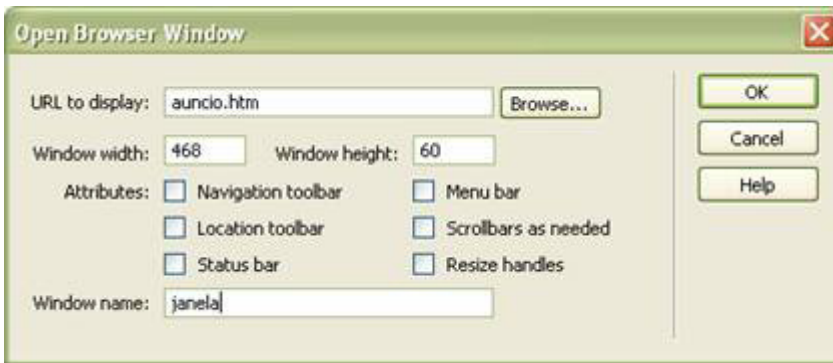 Open Browser Window
URL to display: auncio.htm Browse... OK
Window width: 468 Window height: 60 Cancel
Attributes: Navigation toolbar Menu bar Help
Location toolbar Scrollbars as needed
Status bar Resize handles
Window name: janela